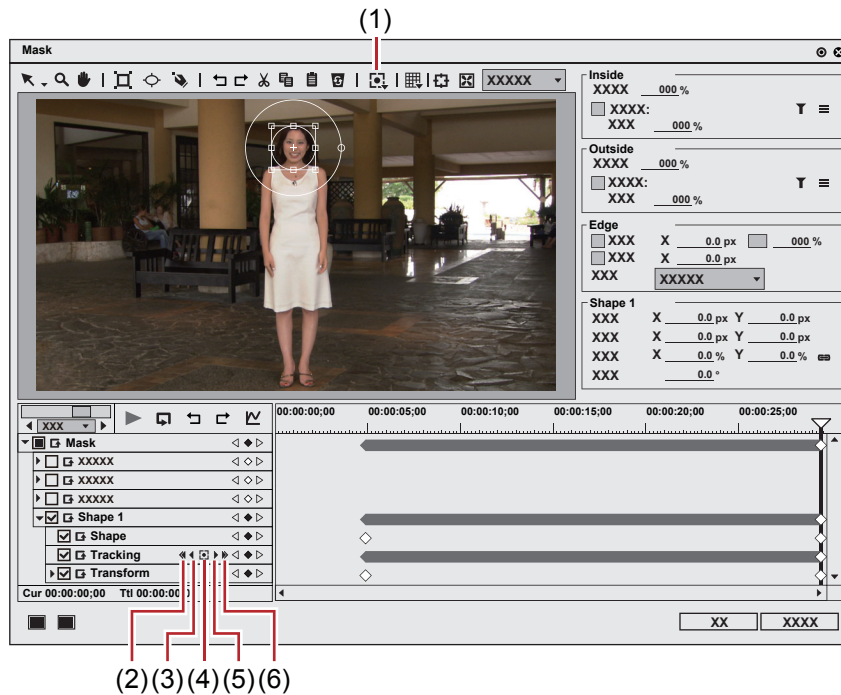 (1)
Mask
XXXXX
Inside
XXXX 000 %
XXXX:
XXX 000 %
Outside
XXXX 000 %
XXXX:
XXX 000 %
Edge
XXX X 0.0 px 000 %
XXX X 0.0 px
XXX XXXXX
Shape 1
XXX X 0.0 px Y 0.0 px
XXX X 0.0 px Y 0.0 px
XXX X 0.0 % Y 0.0 %
XXX 0.0 °
XXX
00:00:00;00 00:00:05;00 00:00:10;00 00:00:15;00 00:00:20;00 00:00:25;00
Mask
XXXXX
XXXXX
XXXXX
Shape 1
Shape
Tracking
Transform
Cur 00:00:00;00 Ttl 00:00:00;0
XX XXXX
(2) (3) (4) (5) (6)